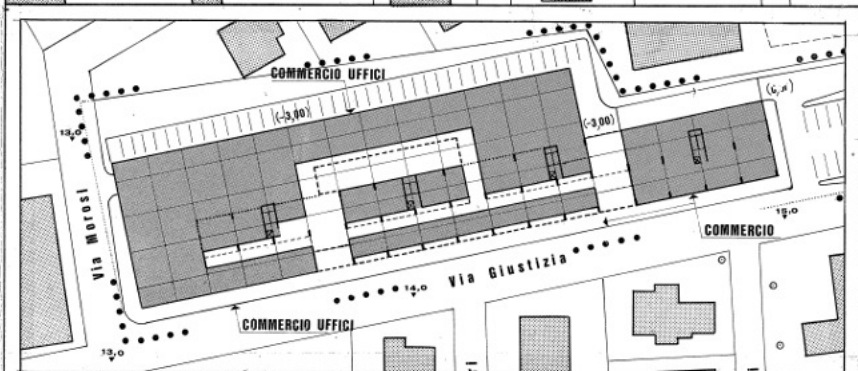 COMMERCIO UFFICI
(-3,00)
(-3,00)
13,0
Via Morosi
COMMERCIO
15,0
Via Giustizia
14,0
COMMERCIO UFFICI
13,0